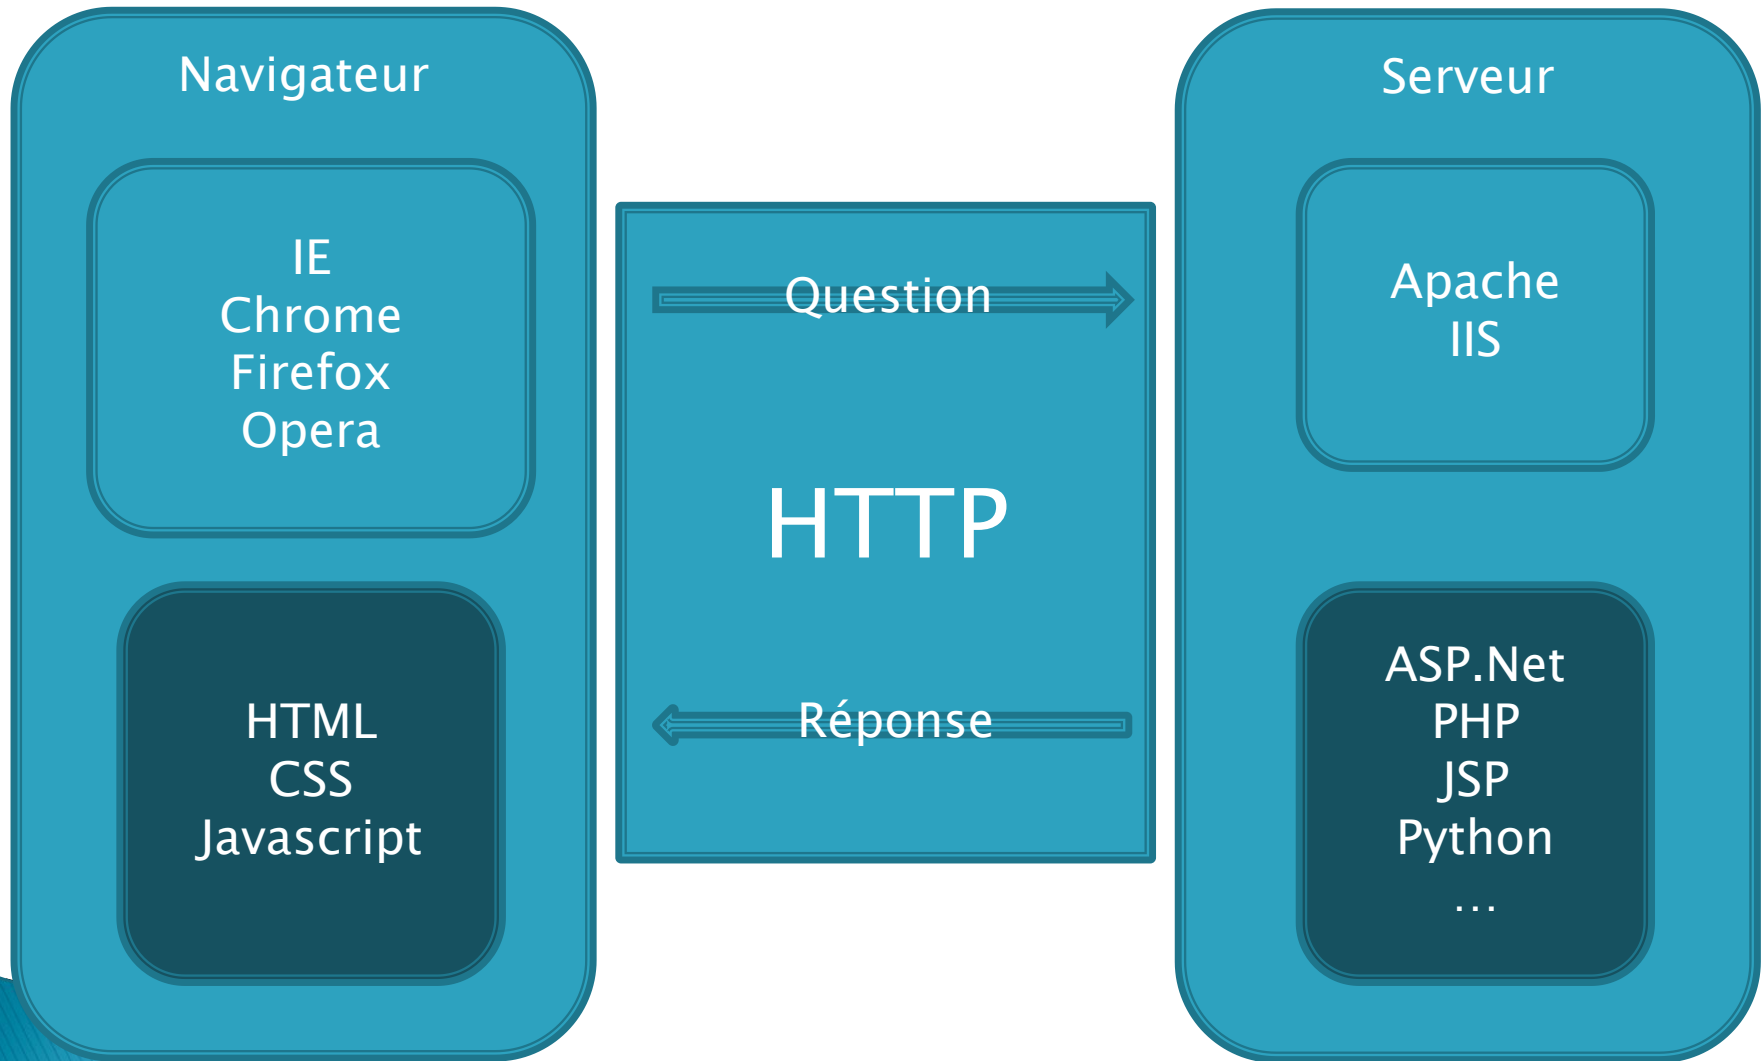 Navigateur
IE
Chrome
Firefox
Opera
HTML
CSS
Javascript
Question
HTTP
Réponse
Serveur
Apache
IIS
ASP.Net
PHP
JSP
Python
…